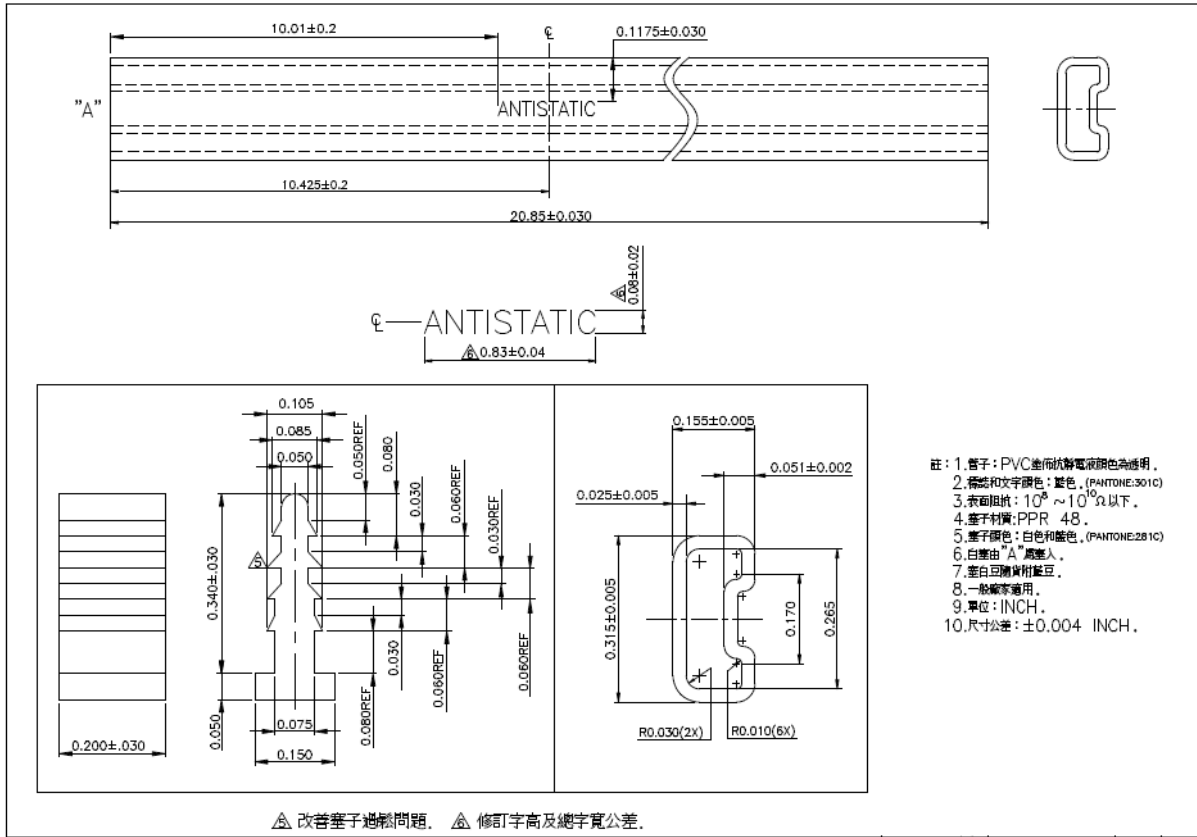 10.01±0.2
℄
0.1175±0.030
"A"
ANTISTATIC
10.425±0.2
20.85±0.030
0.08±0.02
6
℄
ANTISTATIC
6 0.83±0.04
0.105
0.085
0.050
0.050REF
0.080
0.030
0.060REF
0.030REF
5
0.340±.030
0.050
0.200±.030
0.075
0.150
0.080REF
0.030
0.060REF
0.060REF
0.155±0.005
0.051±0.002
0.025±0.005
0.315±0.005
0.170
0.265
R0.030(2X)
R0.010(6X)
註：1.管子：PVC塗佈抗靜電液顏色為透明.
2.標誌和文字顏色：藍色.(PANTONE:301C)
3.表面阻抗：10⁸ ~10¹⁰Ω以下.
4.塞子材質:PPR 48.
5.塞子顏色：白色和藍色.(PANTONE:281C)
6.白塞由"A"處塞入.
7.塞白豆隨貨附藍豆.
8.一般廠家適用.
9.單位：INCH.
10.尺寸公差：±0.004 INCH.
5 改善塞子過鬆問題. 6 修訂字高及總字寬公差.